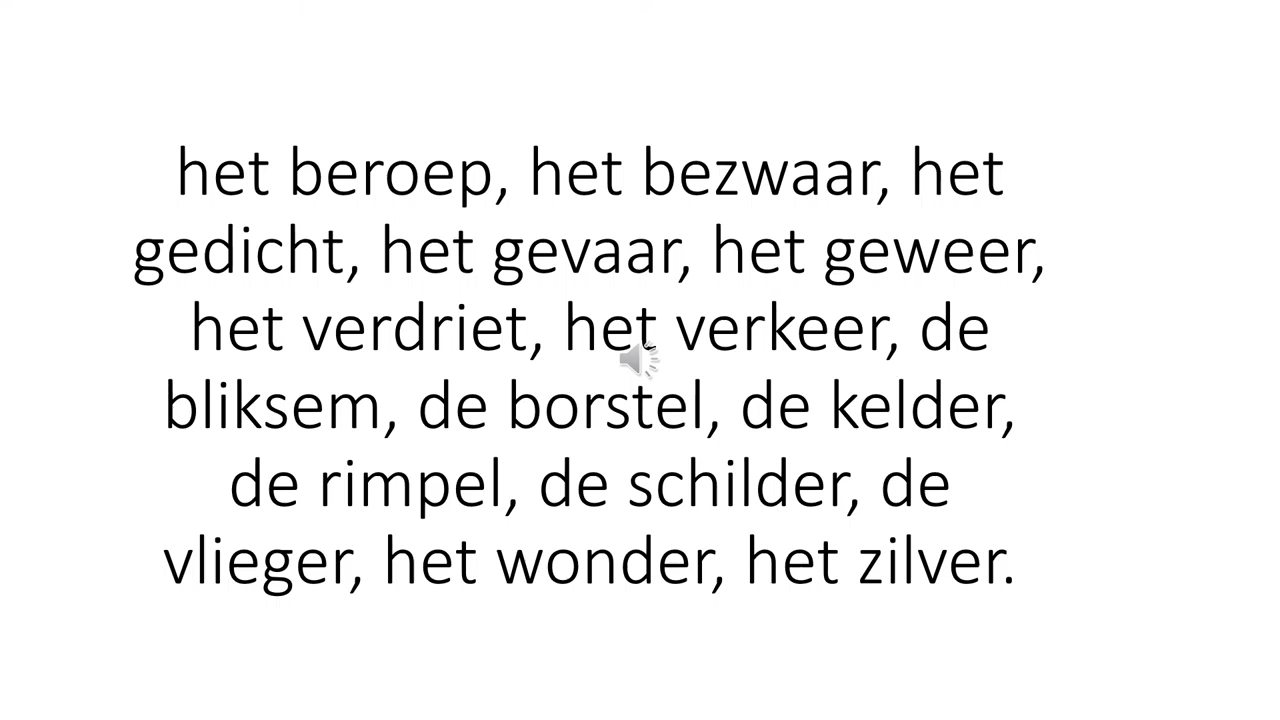 het beroep, het bezwaar, het
gedicht, het gevaar, het geweer,
het verdriet, het verkeer, de
bliksem, de borstel, de kelder,
de rimpel, de schilder, de
vlieger, het wonder, het zilver.